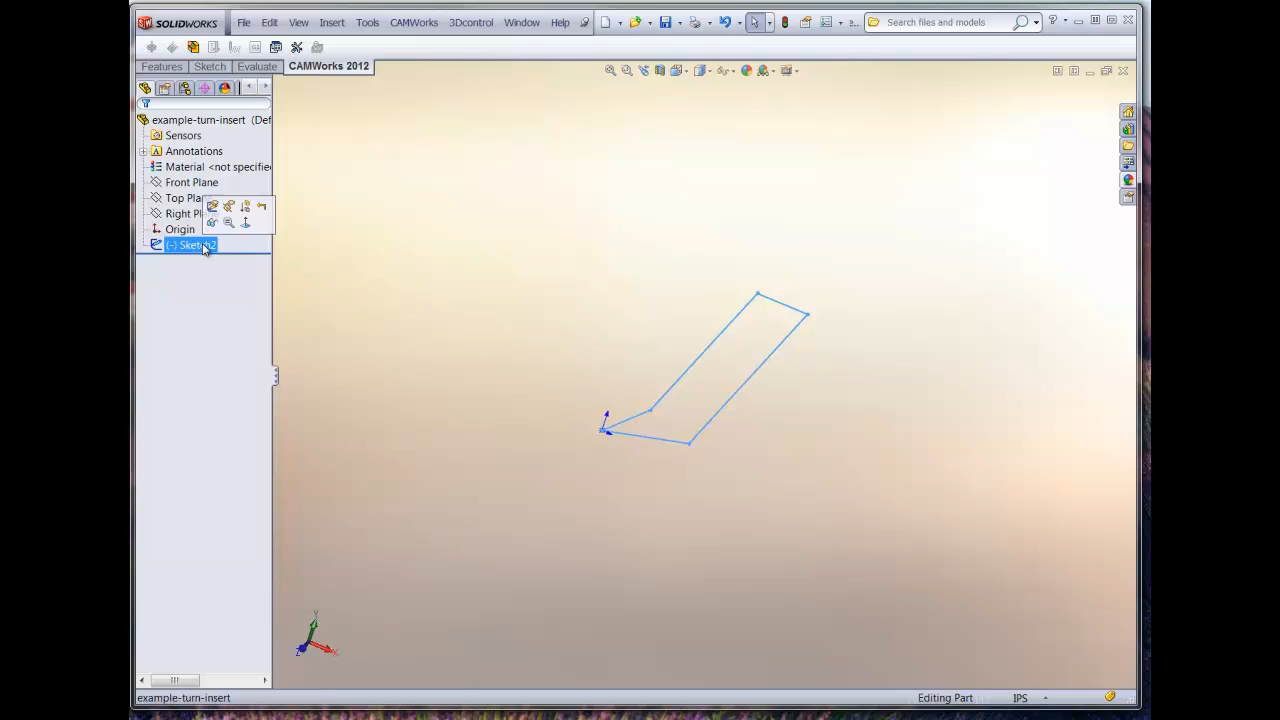 SOLIDWORKS File Edit View Insert Tools CAMWorks 3Dcontrol Window Help ... Search files and models ?
Features Sketch Evaluate CAMWorks 2012
example-turn-insert (Def
Sensors
A Annotations
Material <not specifie
Front Plane
Top Pla
Right Pl
Origin
(-) Sketch2
Y
X
Z
example-turn-insert Editing Part IPS